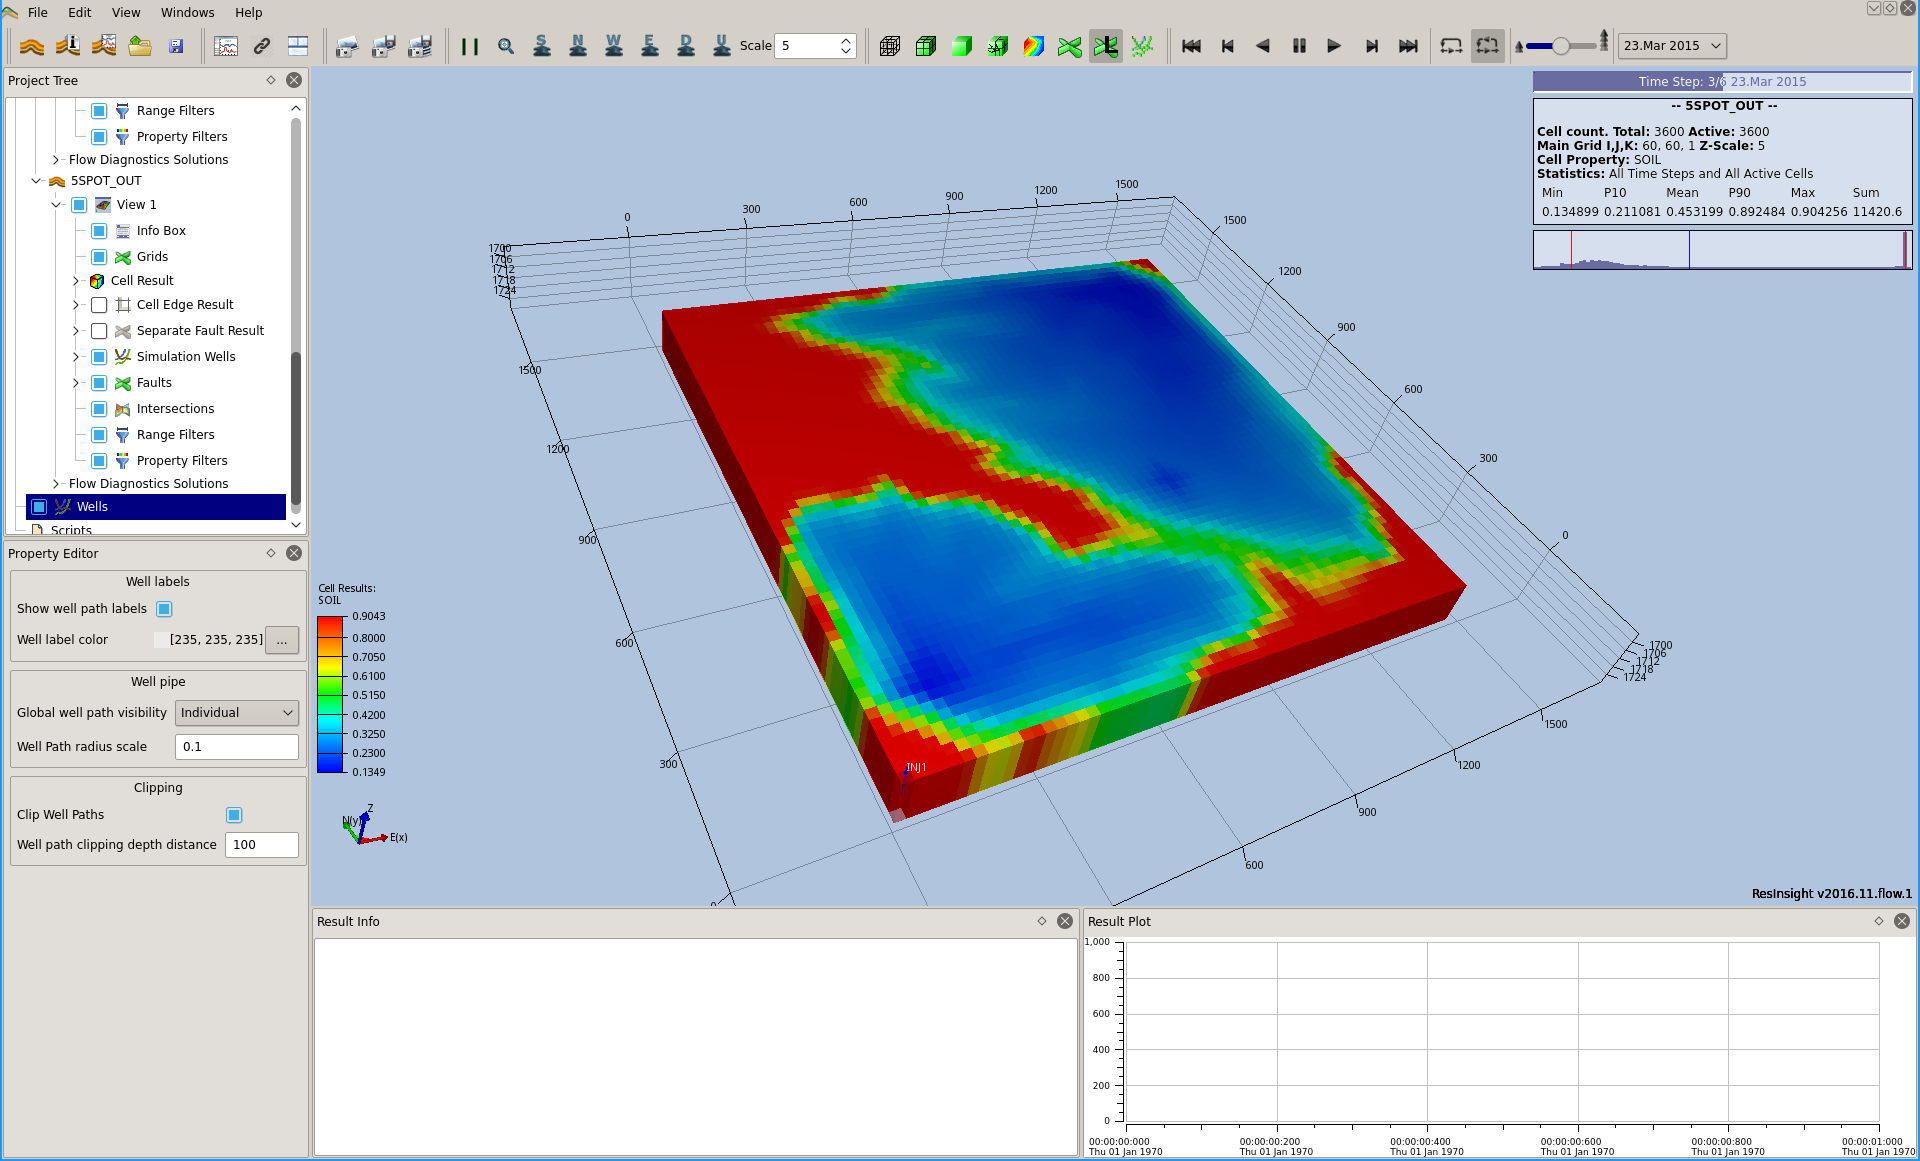 File Edit View Windows Help
S N W E D U Scale 5 23.Mar 2015
Project Tree
Range Filters
Property Filters
Flow Diagnostics Solutions
5SPOT_OUT
View 1
Info Box
Grids
Cell Result
Cell Edge Result
Separate Fault Result
Simulation Wells
Faults
Intersections
Range Filters
Property Filters
Flow Diagnostics Solutions
Wells
Scripts
Property Editor
Well labels
Show well path labels
Well label color [235, 235, 235] ...
Well pipe
Global well path visibility Individual
Well Path radius scale 0.1
Clipping
Clip Well Paths
Well path clipping depth distance 100
Time Step: 3/6 23.Mar 2015
-- 5SPOT_OUT --
Cell count. Total: 3600 Active: 3600
Main Grid I,J,K: 60, 60, 1 Z-Scale: 5
Cell Property: SOIL
Statistics: All Time Steps and All Active Cells
Min P10 Mean P90 Max Sum
0.134899 0.211081 0.453199 0.892484 0.904256 11420.6
0 300 600 900 1200 1500
1500
1200
900
600
300
0
1700
1706
1712
1718
1724
1500
1200
900
600
300
0
1700
1706
1712
1718
1724
1500
1200
900
600
INJ1
Cell Results:
SOIL
0.9043
0.8000
0.7050
0.6100
0.5150
0.4200
0.3250
0.2300
0.1349
Z
N(y)
E(x)
ResInsight v2016.11.flow.1
Result Info
Result Plot
1,000
800
600
400
200
0
00:00:00:000 00:00:00:200 00:00:00:400 00:00:00:600 00:00:00:800 00:00:01:000
Thu 01 Jan 1970 Thu 01 Jan 1970 Thu 01 Jan 1970 Thu 01 Jan 1970 Thu 01 Jan 1970 Thu 01 Jan 1970